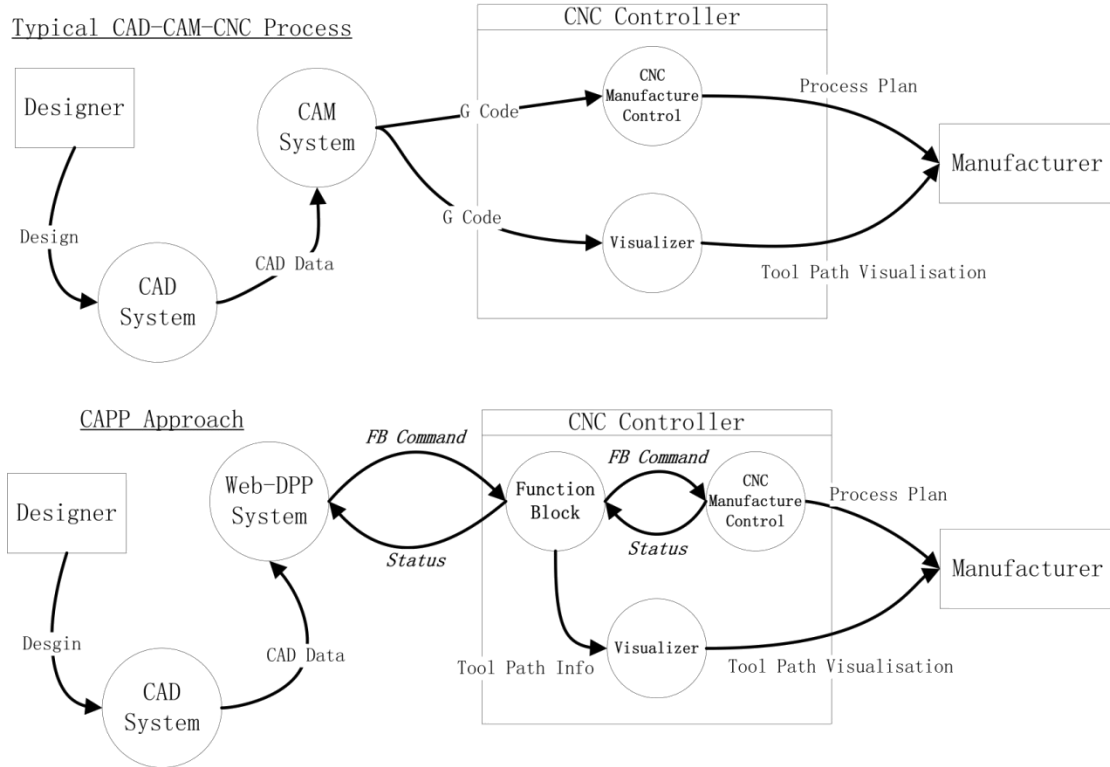 Typical CAD-CAM-CNC Process
CNC Controller
Designer
CAM
System
G Code
CNC
Manufacture
Control
Process Plan
Manufacturer
Design
G Code
Visualizer
CAD Data
Tool Path Visualisation
CAD
System
CAPP Approach
CNC Controller
FB Command
FB Command
Designer
Web-DPP
System
Function
Block
CNC
Manufacture
Control
Process Plan
Status
Status
Manufacturer
Desgin
CAD Data
Tool Path Info
Visualizer
Tool Path Visualisation
CAD
System